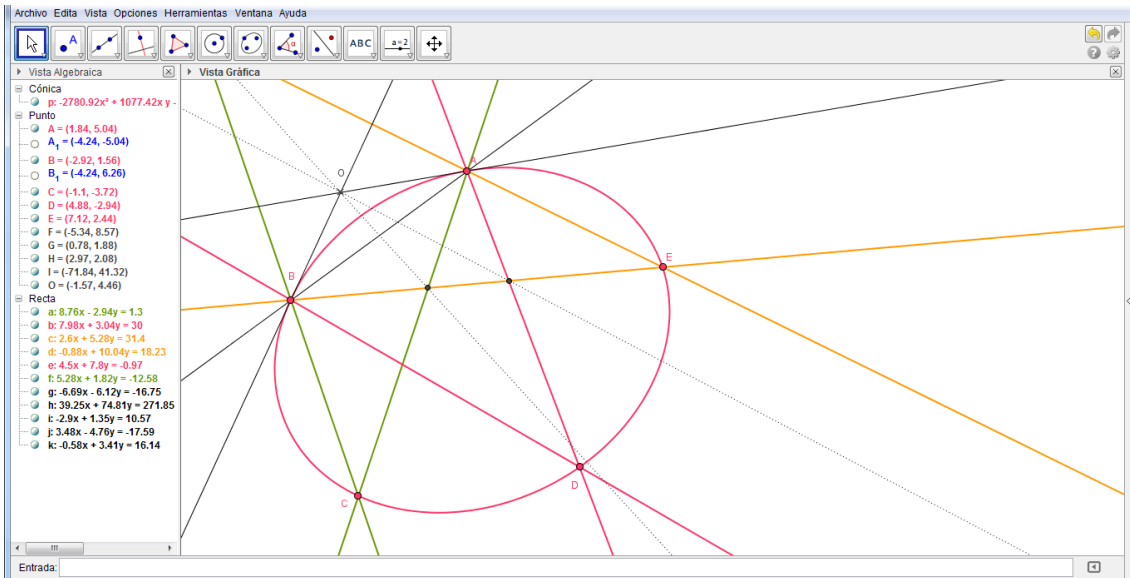 Archivo Edita Vista Opciones Herramientas Ventana Ayuda
A
ABC
a=2
Vista Algebraica
Vista Gráfica
Cónica
p: -2780.92x² + 1077.42x y -
Punto
A = (1.84, 5.04)
A₁ = (-4.24, -5.04)
B = (-2.92, 1.56)
B₁ = (-4.24, 6.26)
C = (-1.1, -3.72)
D = (4.88, -2.94)
E = (7.12, 2.44)
F = (-5.34, 8.57)
G = (0.78, 1.88)
H = (2.97, 2.08)
I = (-71.84, 41.32)
O = (-1.57, 4.46)
Recta
a: 8.76x - 2.94y = 1.3
b: 7.98x + 3.04y = 30
c: 2.6x + 5.28y = 31.4
d: -0.88x + 10.04y = 18.23
e: 4.5x + 7.8y = -0.97
f: 5.28x + 1.82y = -12.58
g: -6.69x - 6.12y = -16.75
h: 39.25x + 74.81y = 271.85
i: -2.9x + 1.35y = 10.57
j: 3.48x - 4.76y = -17.59
k: -0.58x + 3.41y = 16.14
A
O
E
B
D
C
Entrada: